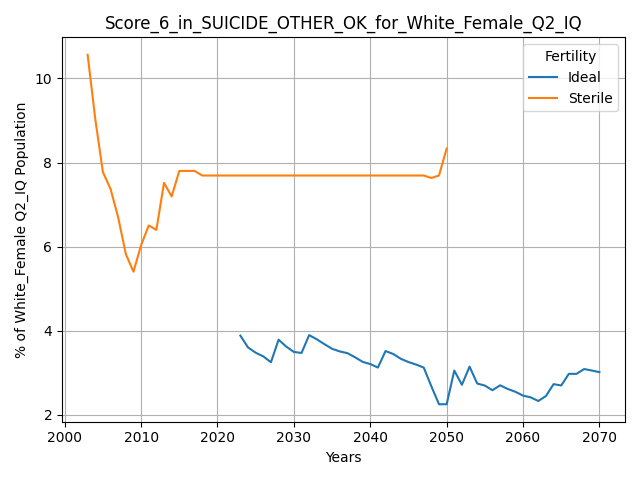 Score_6_in_SUICIDE_OTHER_OK_for_White_Female_Q2_IQ
% of White_Female Q2_IQ Population
10
8
6
4
2
Fertility
Ideal
Sterile
2000 2010 2020 2030 2040 2050 2060 2070
Years